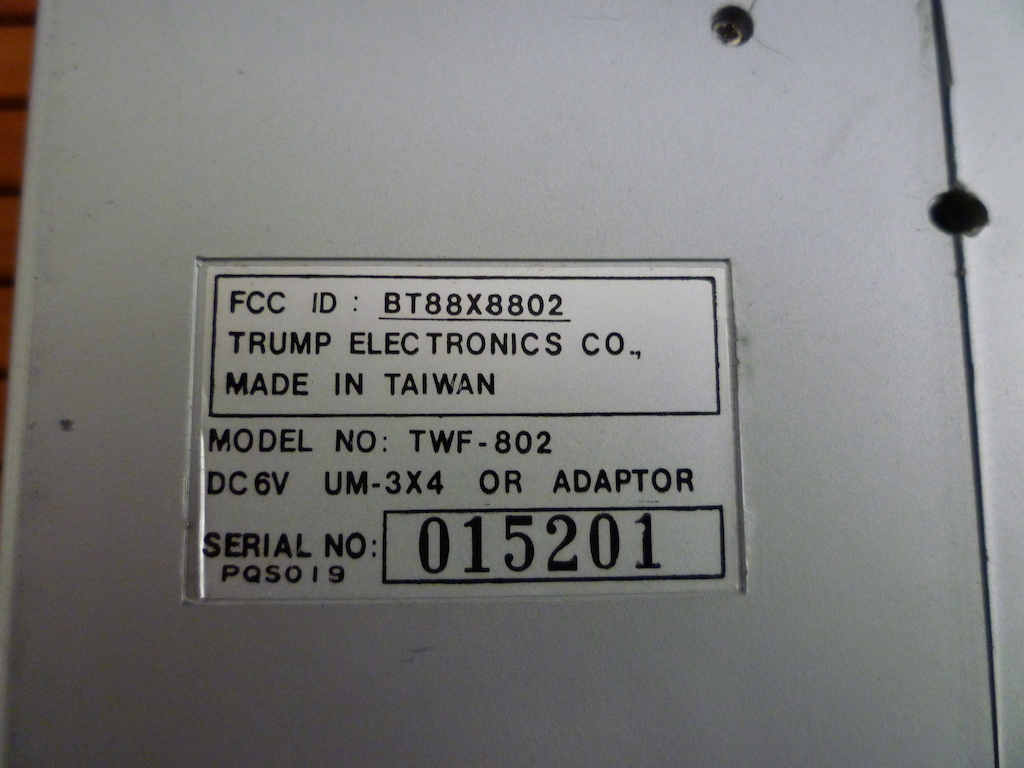 FCC ID: BT88X8802
TRUMP ELECTRONICS CO.,
MADE IN TAIWAN
MODEL NO: TWF-802
DC6V UM-3X4 OR ADAPTOR
SERIAL NO: 015201
PQS019